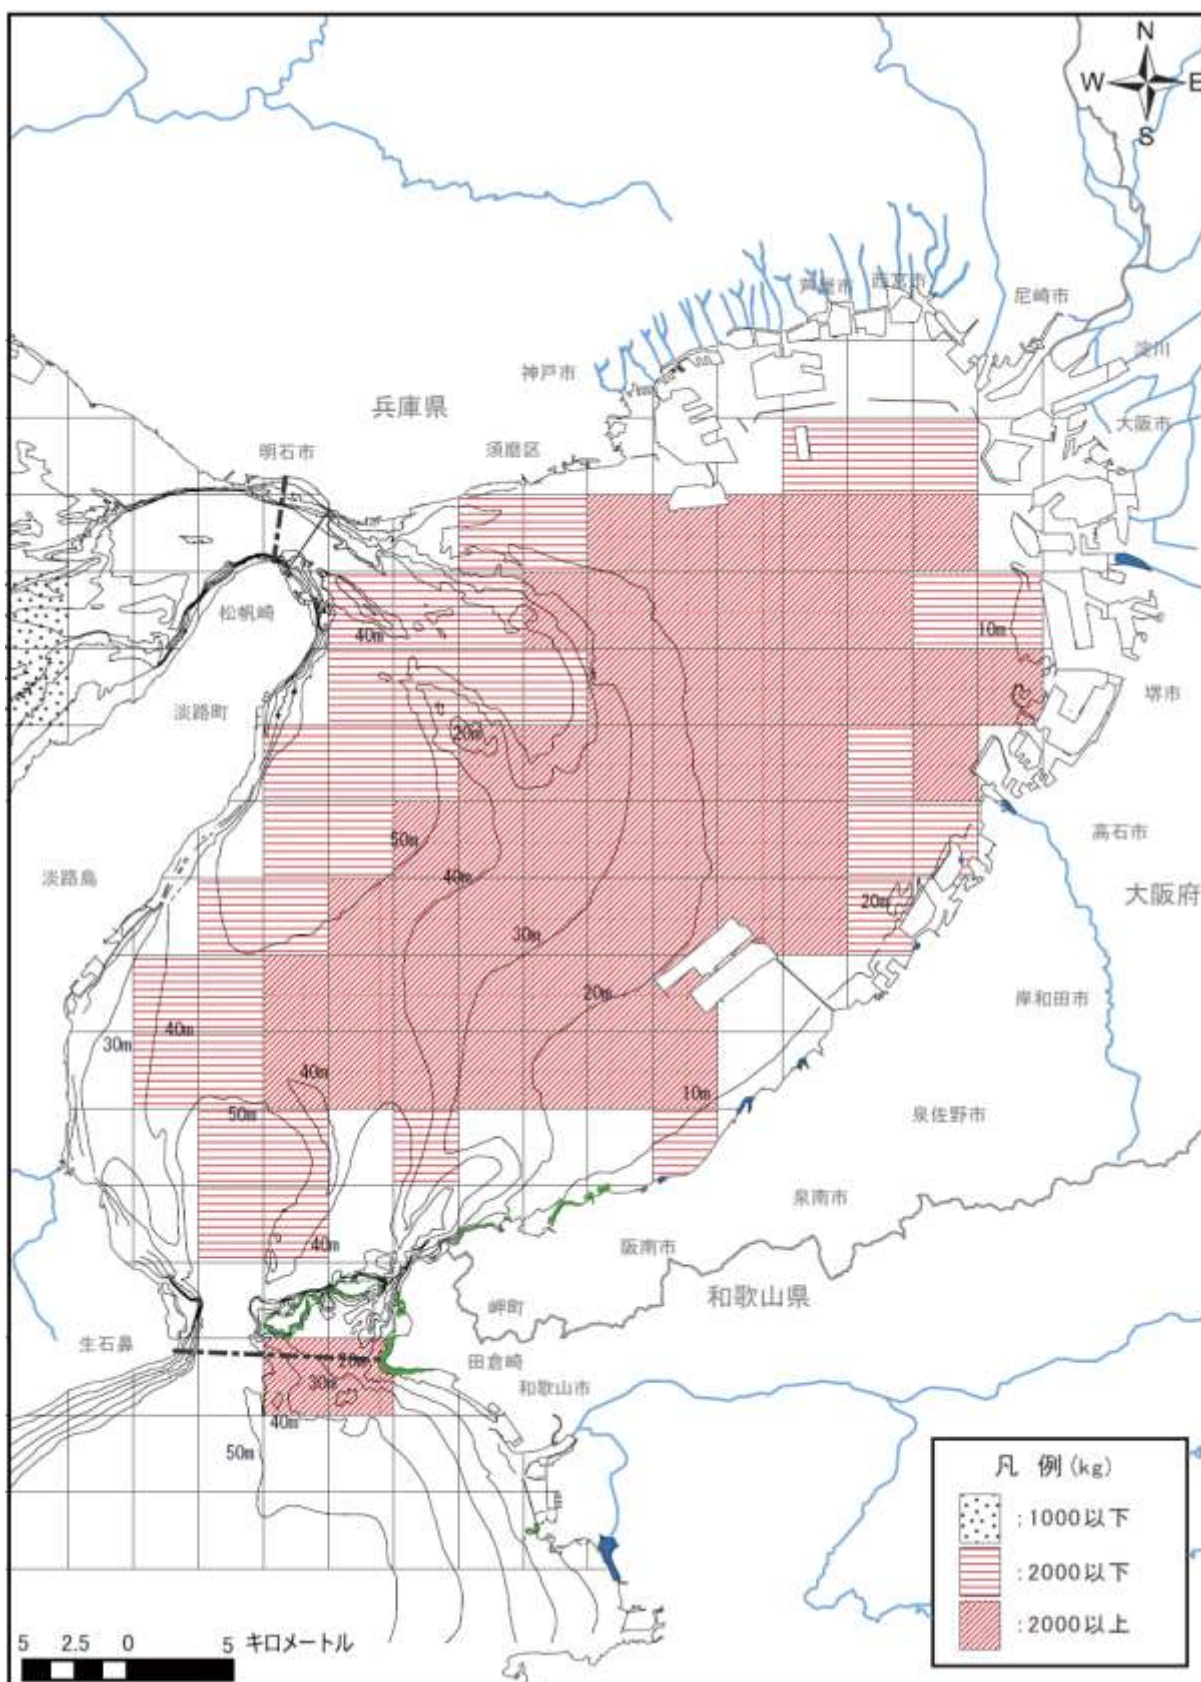 N
W E
S
芦屋市
西宮市
尼崎市
淀川
神戸市
兵庫県
大阪市
明石市
須磨区
松帆崎
40m
10m
淡路町
堺市
20m
50m
高石市
淡路島
40m
20m
大阪府
30m
20m
岸和田市
40m
30m
40m
10m
50m
泉佐野市
泉南市
40m
阪南市
和歌山県
岬町
生石鼻
田倉崎
30m
和歌山市
40m
50m
凡 例(kg)
:1000以下
:2000以下
:2000以上
5 2.5 0 5 キロメートル